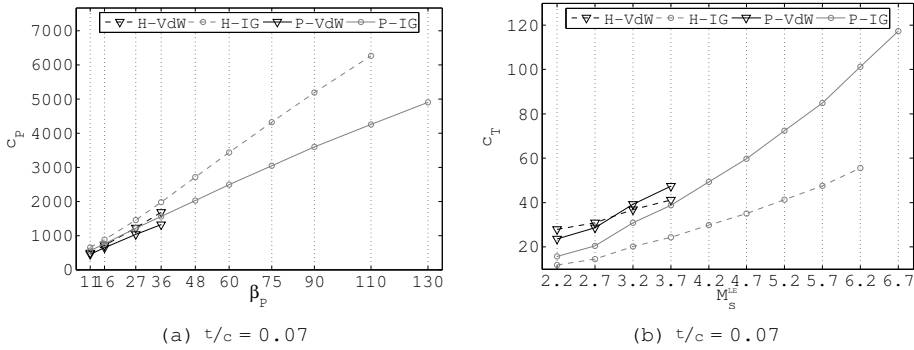 H-VdW H-IG P-VdW P-IG
7000
6000
5000
4000
3000
2000
1000
0
c_P
11 16 27 36 48 60 75 90 110 130
β_P
(a) t/c = 0.07
H-VdW H-IG P-VdW P-IG
120
100
80
60
40
20
c_T
2.2 2.7 3.2 3.7 4.2 4.7 5.2 5.7 6.2 6.7
M_s^LE
(b) t/c = 0.07